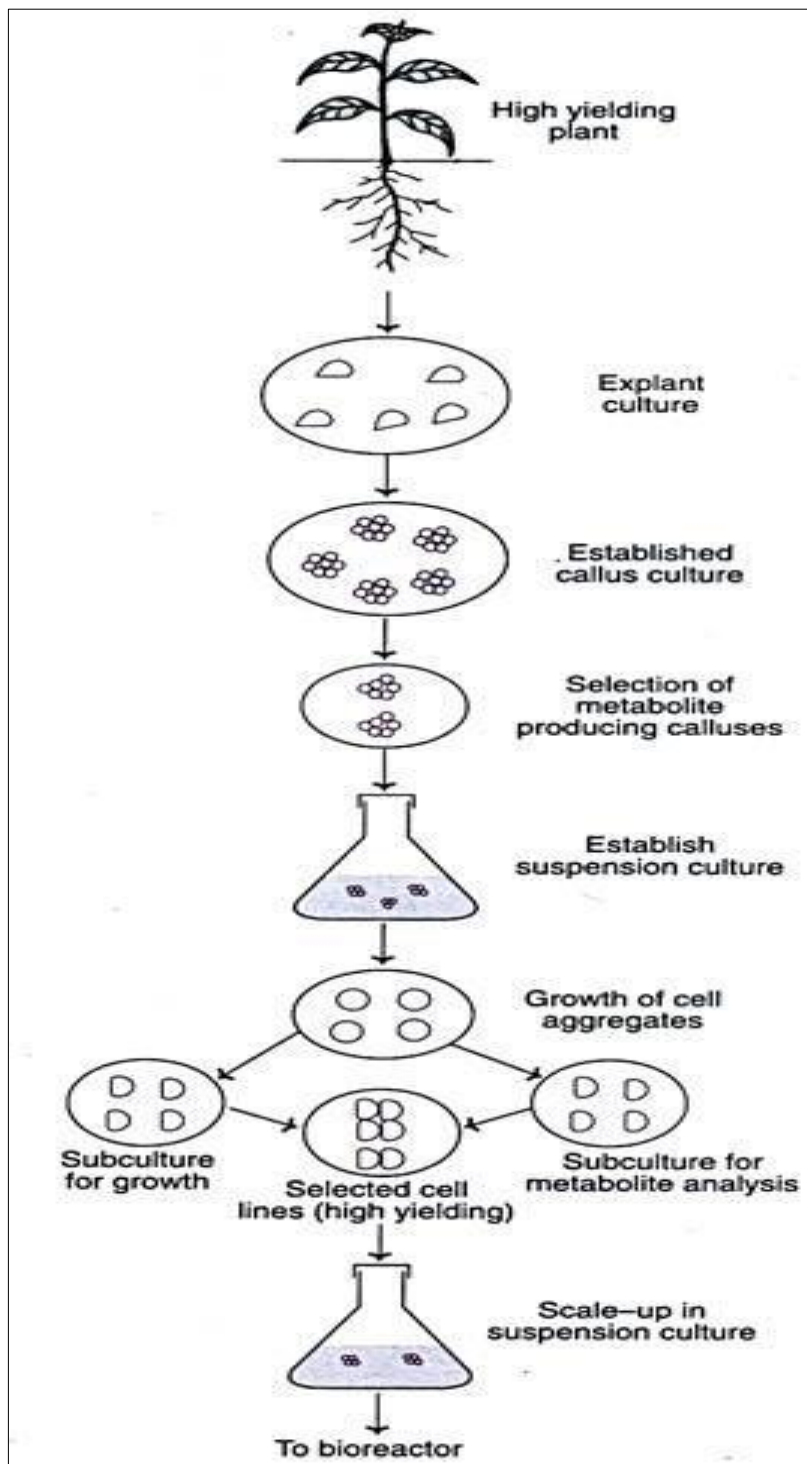 High yielding
plant
Explant
culture
Established
callus culture
Selection of
metabolite
producing calluses
Establish
suspension culture
Growth of cell
aggregates
Subculture
for growth
Selected cell
lines (high yielding)
Subculture for
metabolite analysis
Scale-up in
suspension culture
To bioreactor